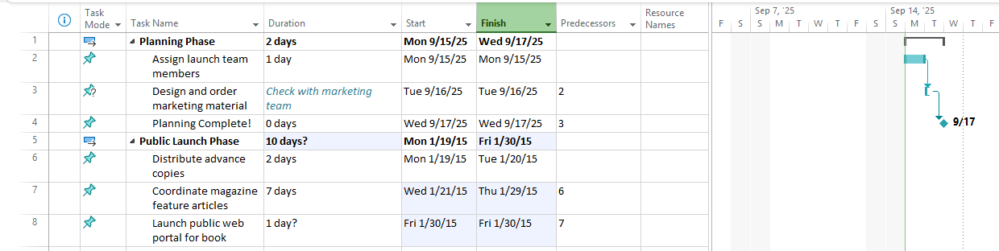 Task Mode Task Name Duration Start Finish Predecessors Resource Names
Sep 7, '25 Sep 14, '25
F S S M T W T F S S M T W T F
1 Planning Phase 2 days Mon 9/15/25 Wed 9/17/25
2 Assign launch team members 1 day Mon 9/15/25 Mon 9/15/25
3 Design and order marketing material Check with marketing team Tue 9/16/25 Tue 9/16/25 2
4 Planning Complete! 0 days Wed 9/17/25 Wed 9/17/25 3
9/17
5 Public Launch Phase 10 days? Mon 1/19/15 Fri 1/30/15
6 Distribute advance copies 2 days Mon 1/19/15 Tue 1/20/15
7 Coordinate magazine feature articles 7 days Wed 1/21/15 Thu 1/29/15 6
8 Launch public web portal for book 1 day? Fri 1/30/15 Fri 1/30/15 7